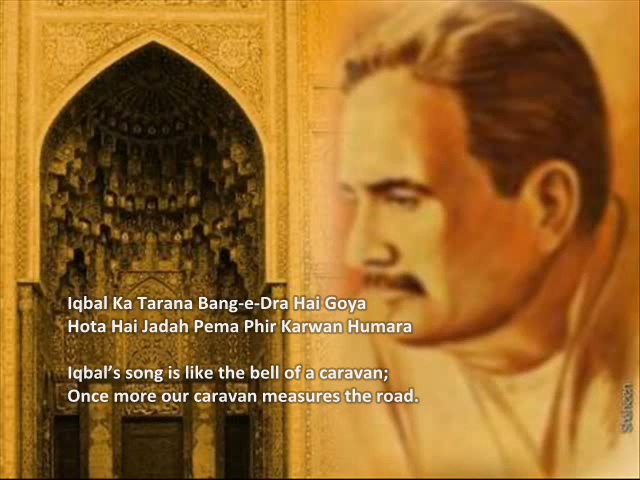 Iqbal Ka Tarana Bang-e-Dra Hai Goya
Hota Hai Jadah Pema Phir Karwan Humara
Iqbal’s song is like the bell of a caravan;
Once more our caravan measures the road.